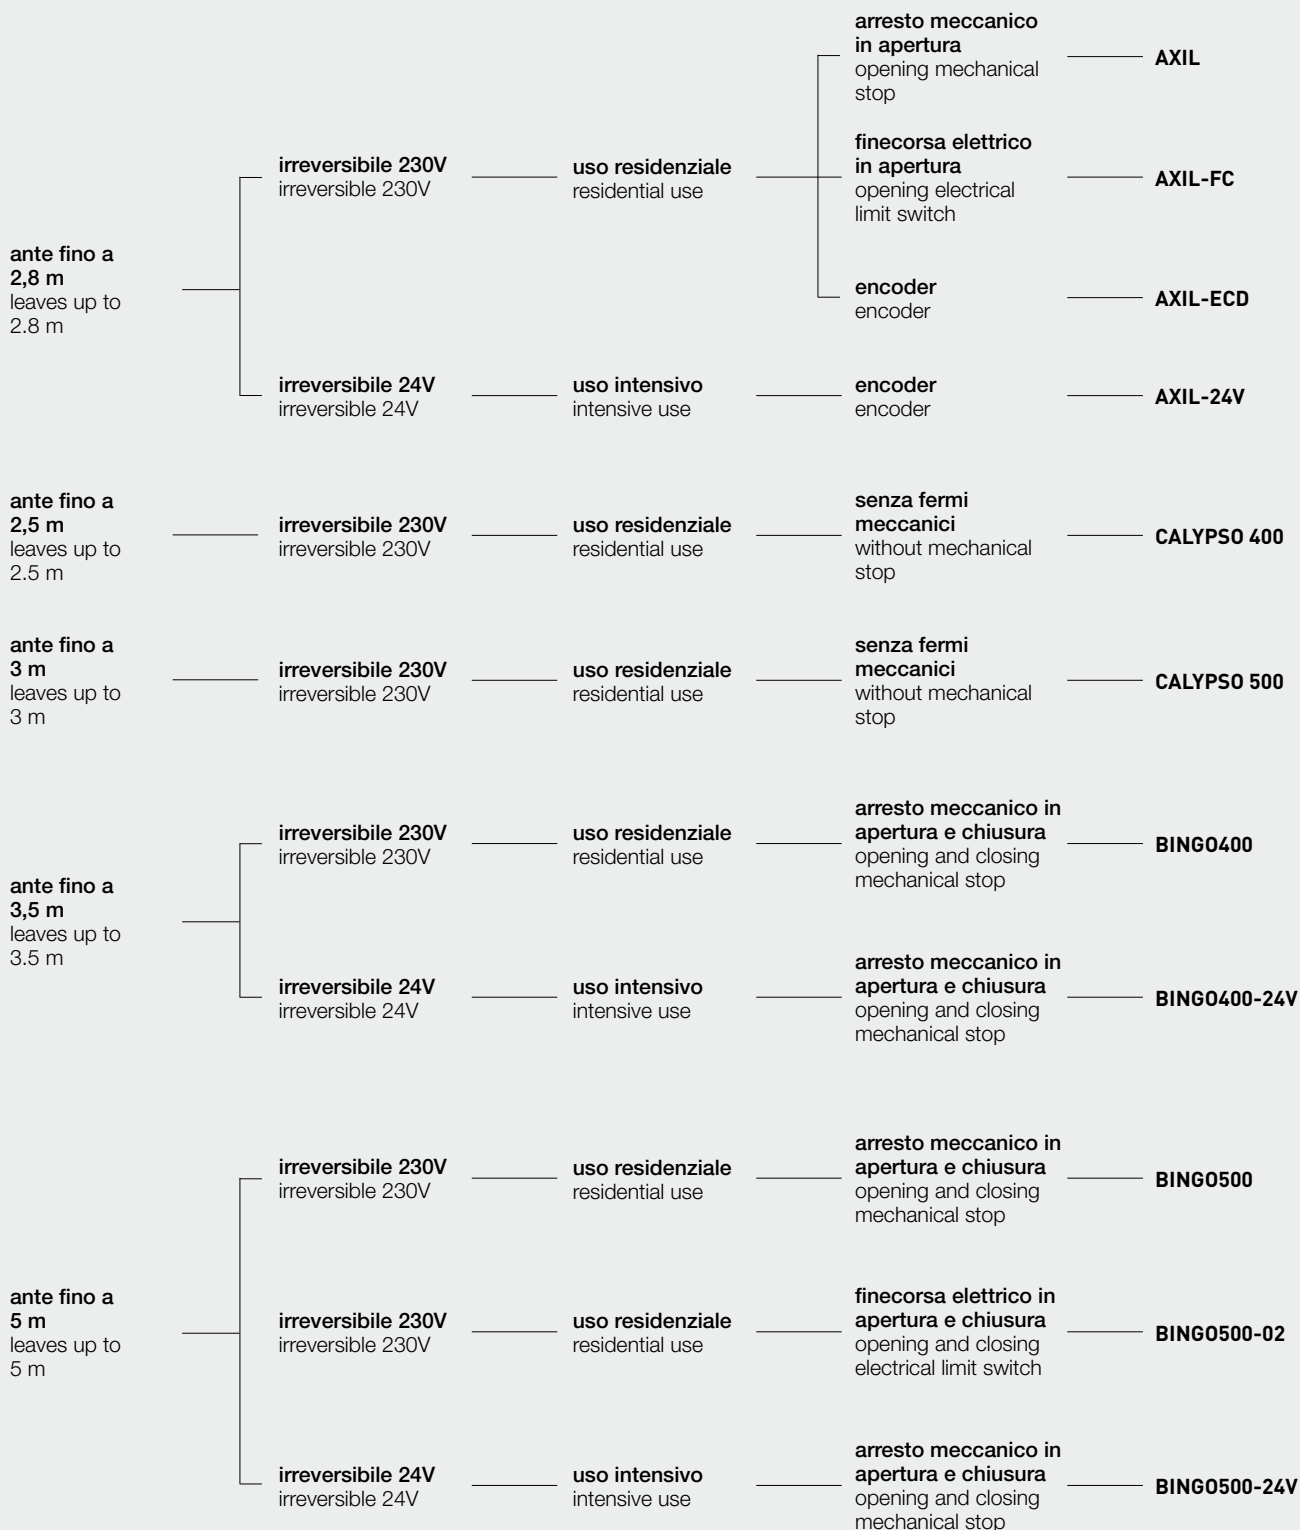 arresto meccanico
in apertura
opening mechanical
stop
AXIL
irreversibile 230V
irreversible 230V
uso residenziale
residential use
finecorsa elettrico
in apertura
opening electrical
limit switch
AXIL-FC
ante fino a
2,8 m
leaves up to
2.8 m
encoder
encoder
AXIL-ECD
irreversibile 24V
irreversible 24V
uso intensivo
intensive use
encoder
encoder
AXIL-24V
ante fino a
2,5 m
leaves up to
2.5 m
irreversibile 230V
irreversible 230V
uso residenziale
residential use
senza fermi
meccanici
without mechanical
stop
CALYPSO 400
ante fino a
3 m
leaves up to
3 m
irreversibile 230V
irreversible 230V
uso residenziale
residential use
senza fermi
meccanici
without mechanical
stop
CALYPSO 500
ante fino a
3,5 m
leaves up to
3.5 m
irreversibile 230V
irreversible 230V
uso residenziale
residential use
arresto meccanico in
apertura e chiusura
opening and closing
mechanical stop
BINGO400
irreversibile 24V
irreversible 24V
uso intensivo
intensive use
arresto meccanico in
apertura e chiusura
opening and closing
mechanical stop
BINGO400-24V
ante fino a
5 m
leaves up to
5 m
irreversibile 230V
irreversible 230V
uso residenziale
residential use
arresto meccanico in
apertura e chiusura
opening and closing
mechanical stop
BINGO500
irreversibile 230V
irreversible 230V
uso residenziale
residential use
finecorsa elettrico in
apertura e chiusura
opening and closing
electrical limit switch
BINGO500-02
irreversibile 24V
irreversible 24V
uso intensivo
intensive use
arresto meccanico in
apertura e chiusura
opening and closing
mechanical stop
BINGO500-24V